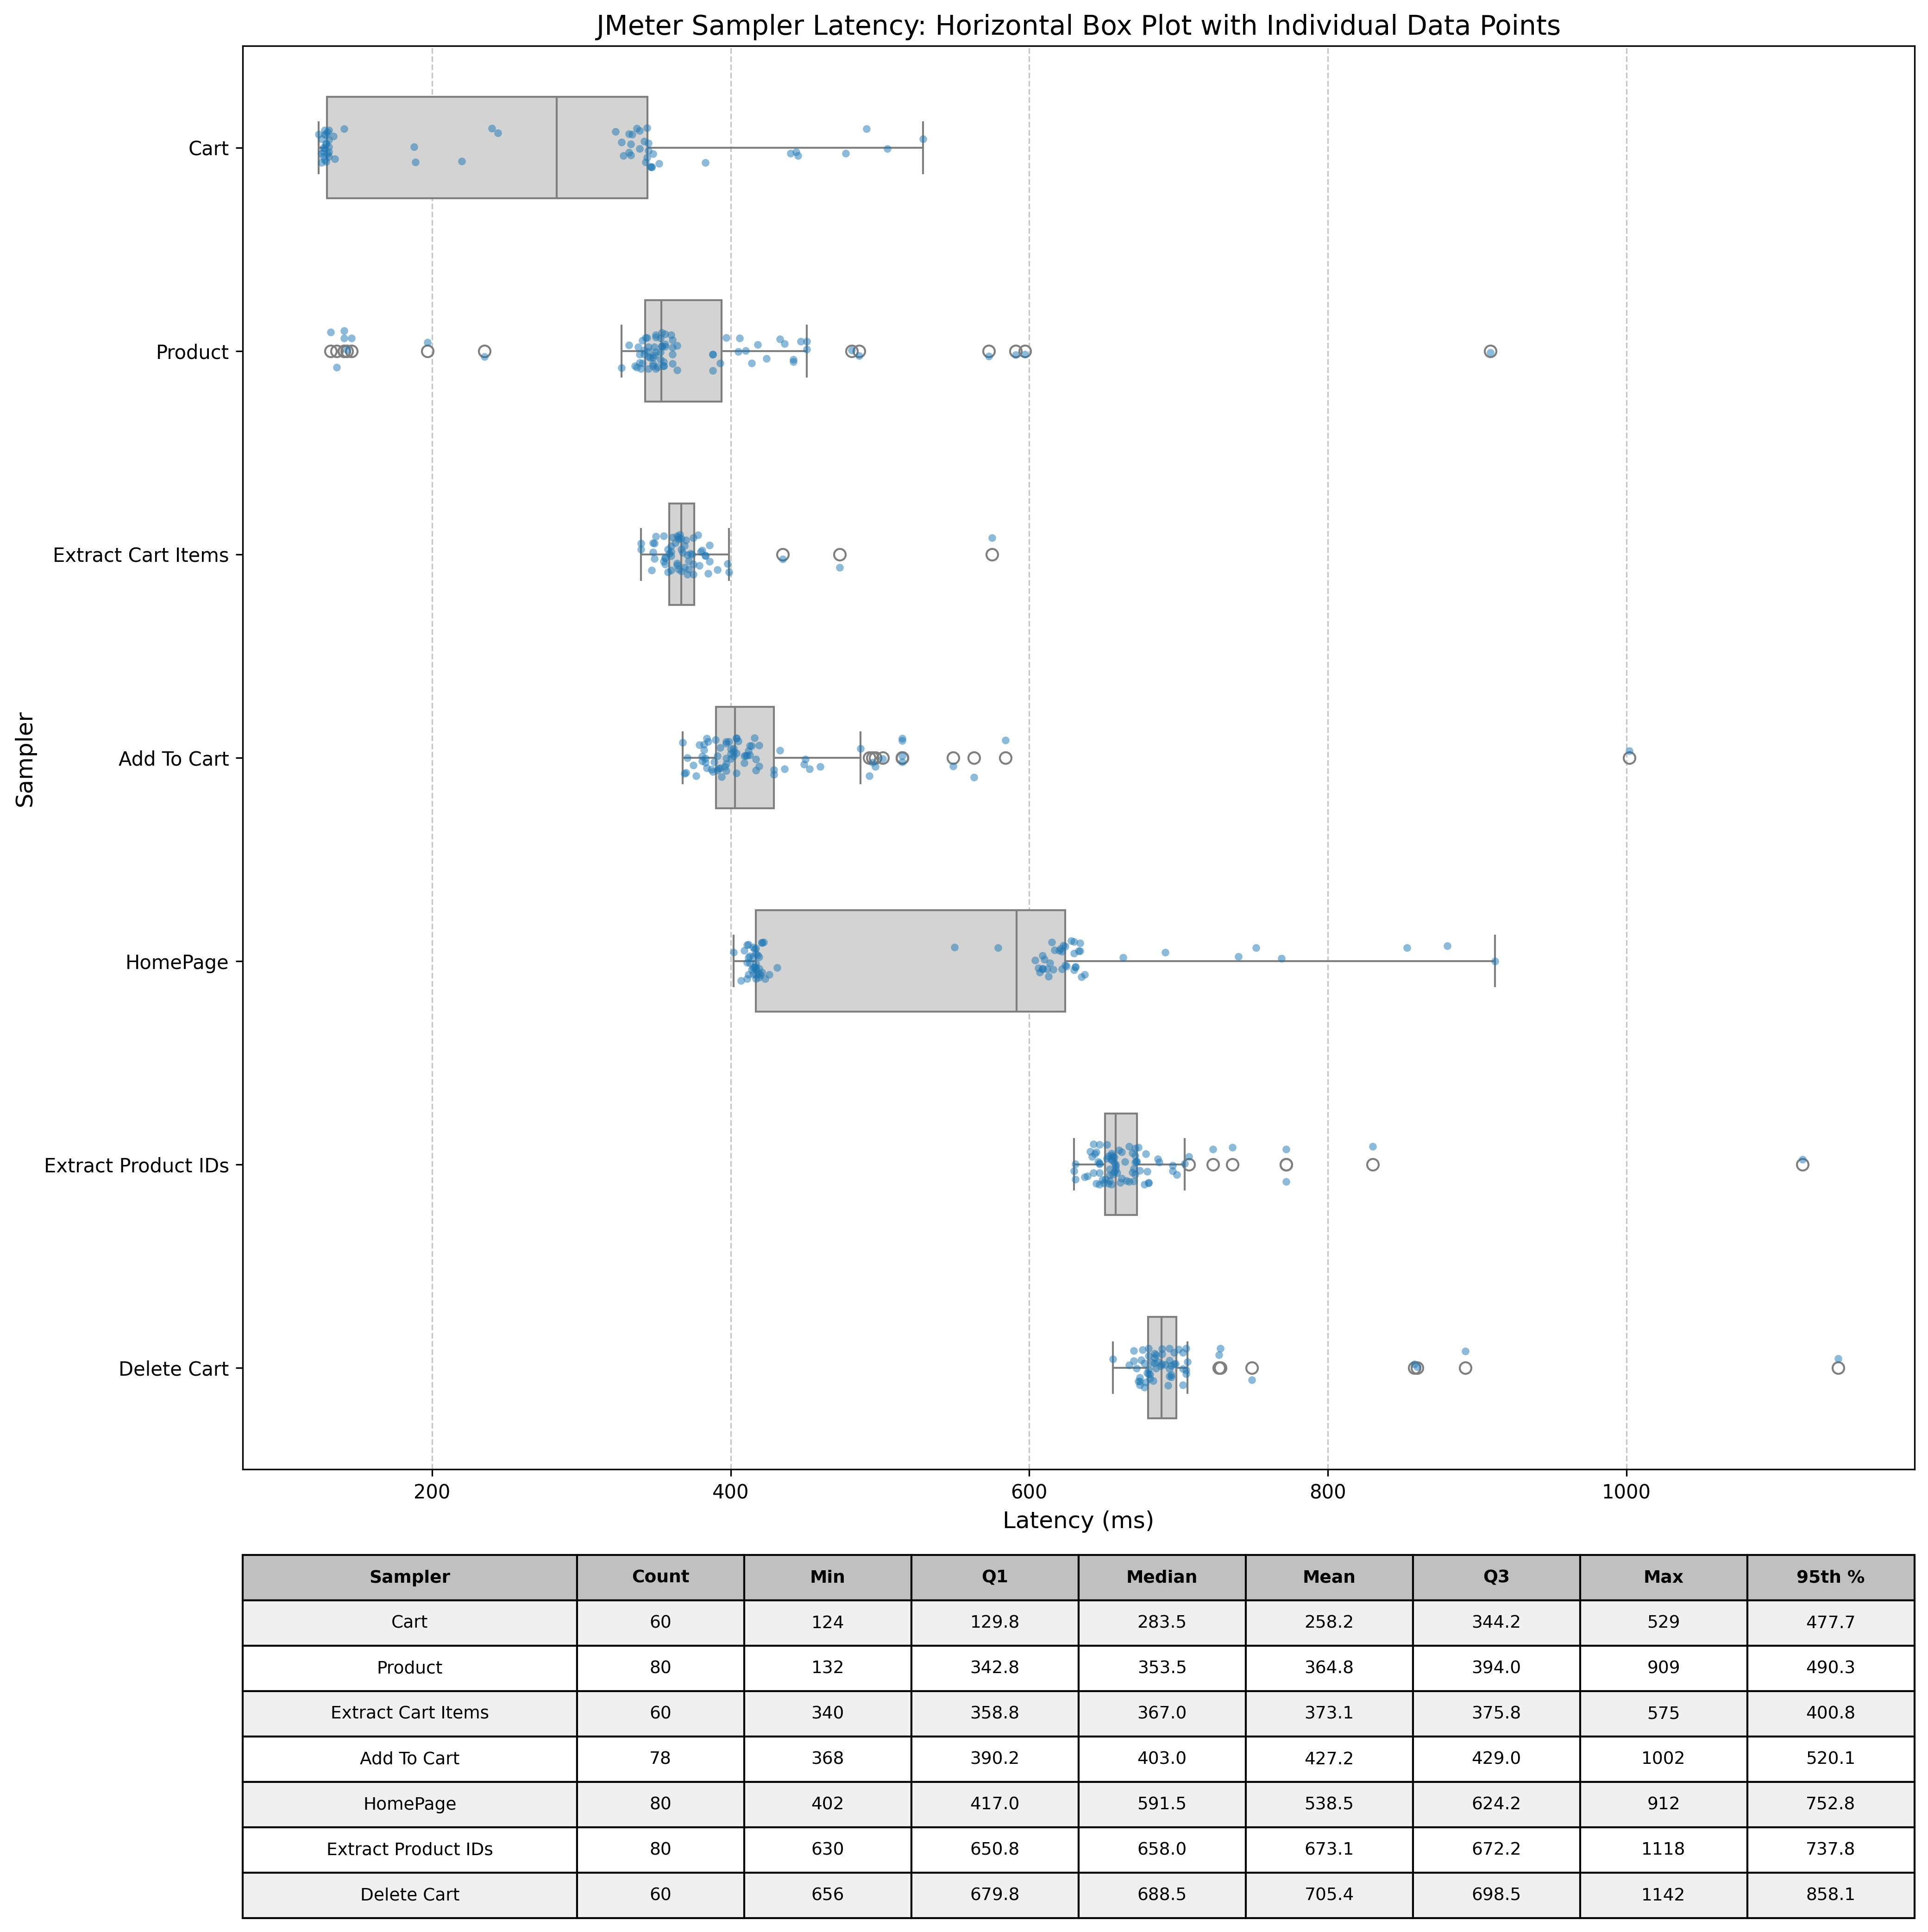 JMeter Sampler Latency: Horizontal Box Plot with Individual Data Points
Sampler
Cart
Product
Extract Cart Items
Add To Cart
HomePage
Extract Product IDs
Delete Cart
200 400 600 800 1000
Latency (ms)
Sampler Count Min Q1 Median Mean Q3 Max 95th %
Cart 60 124 129.8 283.5 258.2 344.2 529 477.7
Product 80 132 342.8 353.5 364.8 394.0 909 490.3
Extract Cart Items 60 340 358.8 367.0 373.1 375.8 575 400.8
Add To Cart 78 368 390.2 403.0 427.2 429.0 1002 520.1
HomePage 80 402 417.0 591.5 538.5 624.2 912 752.8
Extract Product IDs 80 630 650.8 658.0 673.1 672.2 1118 737.8
Delete Cart 60 656 679.8 688.5 705.4 698.5 1142 858.1